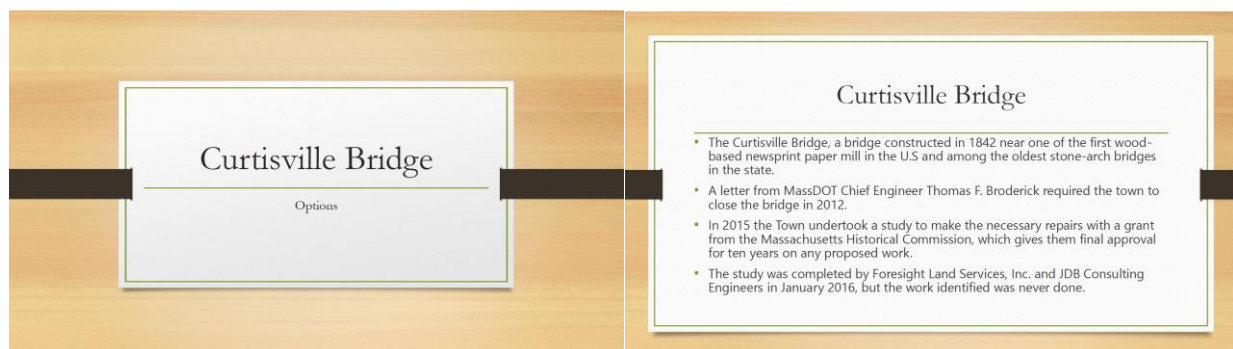 Curtisville Bridge
Options
Curtisville Bridge
• The Curtisville Bridge, a bridge constructed in 1842 near one of the first wood-
based newsprint paper mill in the U.S and among the oldest stone-arch bridges
in the state.
• A letter from MassDOT Chief Engineer Thomas F. Broderick required the town to
close the bridge in 2012.
• In 2015 the Town undertook a study to make the necessary repairs with a grant
from the Massachusetts Historical Commission, which gives them final approval
for ten years on any proposed work.
• The study was completed by Foresight Land Services, Inc. and JDB Consulting
Engineers in January 2016, but the work identified was never done.